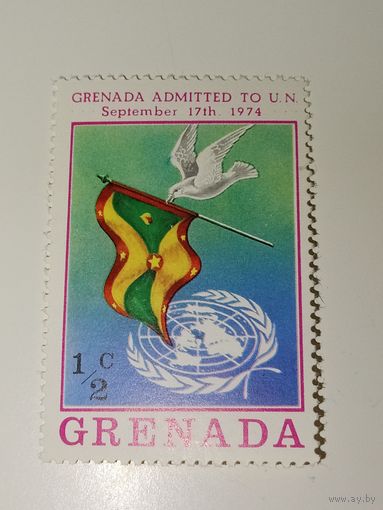 GRENADA ADMITTED TO U.N.
September 17th. 1974
1/2 C
GRENADA
www.ay.by